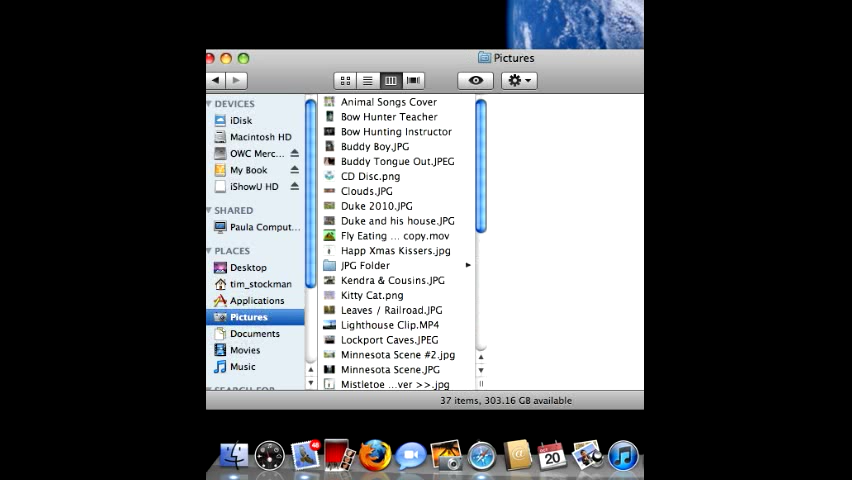 Pictures
DEVICES
iDisk
Macintosh HD
OWC Merc...
My Book
iShowU HD
SHARED
Paula Comput...
PLACES
Desktop
tim_stockman
Applications
Pictures
Documents
Movies
Music
SEARCH FOR
Animal Songs Cover
Bow Hunter Teacher
Bow Hunting Instructor
Buddy Boy.JPG
Buddy Tongue Out.JPEG
CD Disc.png
Clouds.JPG
Duke 2010.JPG
Duke and his house.JPG
Fly Eating ... copy.mov
Happ Xmas Kissers.jpg
JPG Folder
Kendra & Cousins.JPG
Kitty Cat.png
Leaves / Railroad.JPG
Lighthouse Clip.MP4
Lockport Caves.JPEG
Minnesota Scene #2.jpg
Minnesota Scene.JPG
Mistletoe ...ver >>.jpg
37 items, 303.16 GB available
20